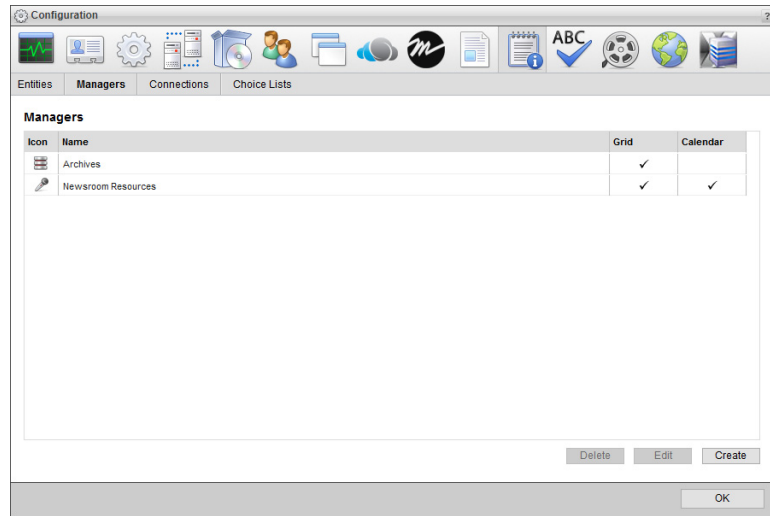 Configuration
?
ABC
Entities Managers Connections Choice Lists
Managers
Icon Name Grid Calendar
Archives ✓
Newsroom Resources ✓ ✓
Delete Edit Create
OK